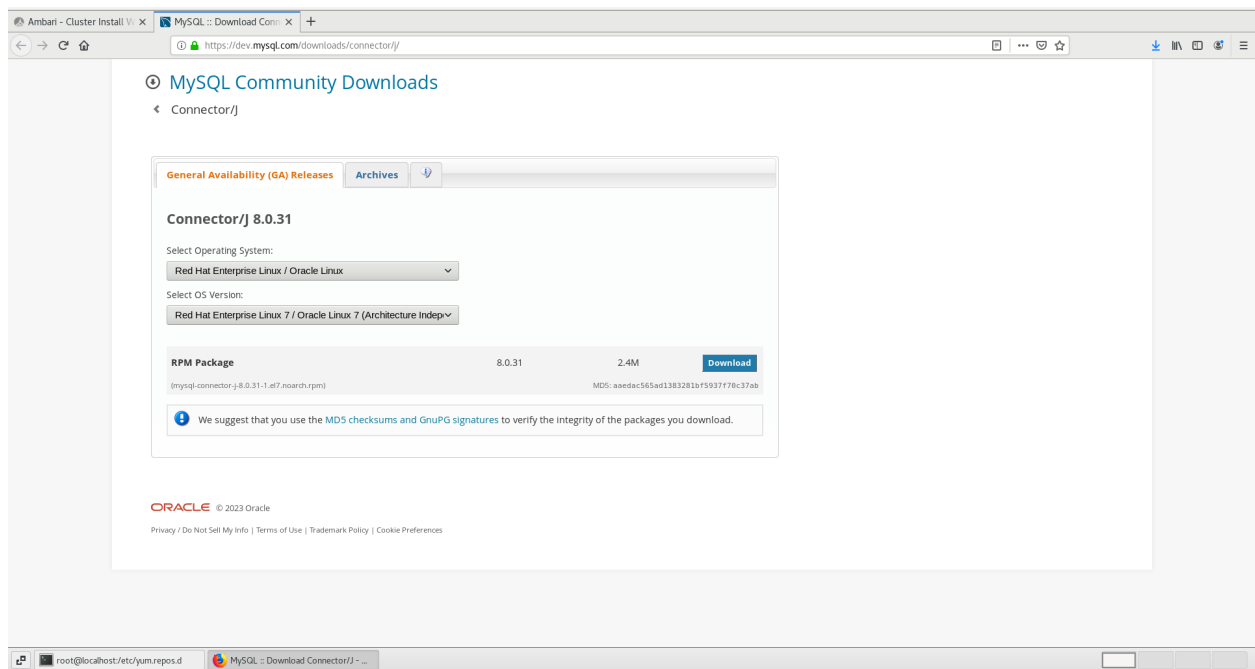 Ambari - Cluster Install W
MySQL :: Download Conn
https://dev.mysql.com/downloads/connector/j/
MySQL Community Downloads
Connector/J
General Availability (GA) Releases
Archives
Connector/J 8.0.31
Select Operating System:
Red Hat Enterprise Linux / Oracle Linux
Select OS Version:
Red Hat Enterprise Linux 7 / Oracle Linux 7 (Architecture Indep
RPM Package 8.0.31 2.4M Download
(mysql-connector-j-8.0.31-1.el7.noarch.rpm) MD5: aaedac565ad1383281bf5937f70c37ab
We suggest that you use the MD5 checksums and GnuPG signatures to verify the integrity of the packages you download.
ORACLE © 2023 Oracle
Privacy / Do Not Sell My Info | Terms of Use | Trademark Policy | Cookie Preferences
root@localhost:/etc/yum.repos.d
MySQL :: Download Connector/J - ...